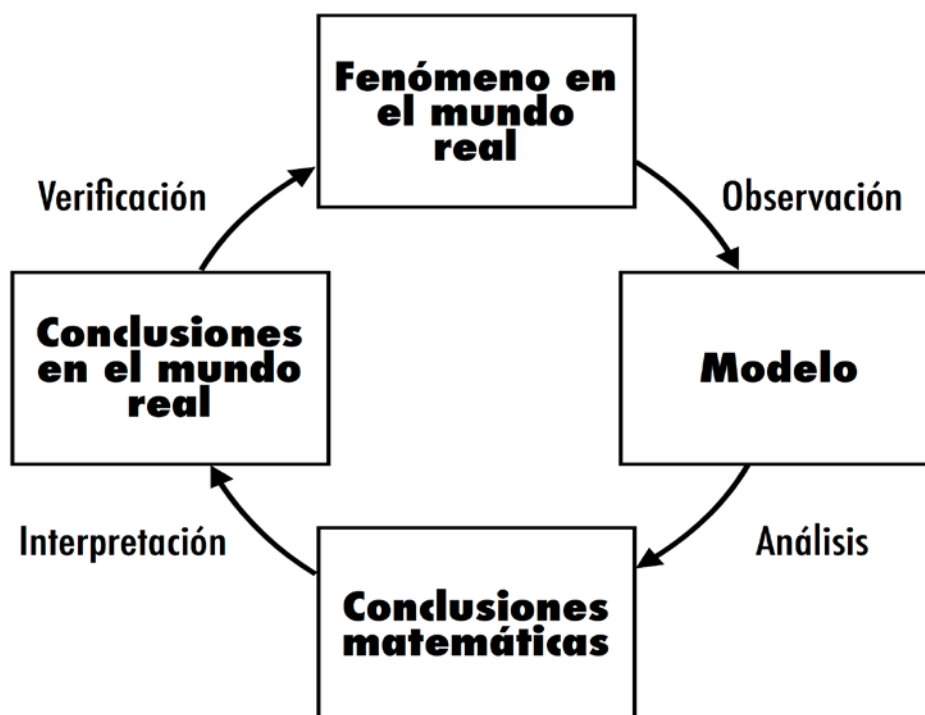 Fenómeno en
el mundo
real
Verificación
Observación
Conclusiones
en el mundo
real
Modelo
Interpretación
Análisis
Conclusiones
matemáticas